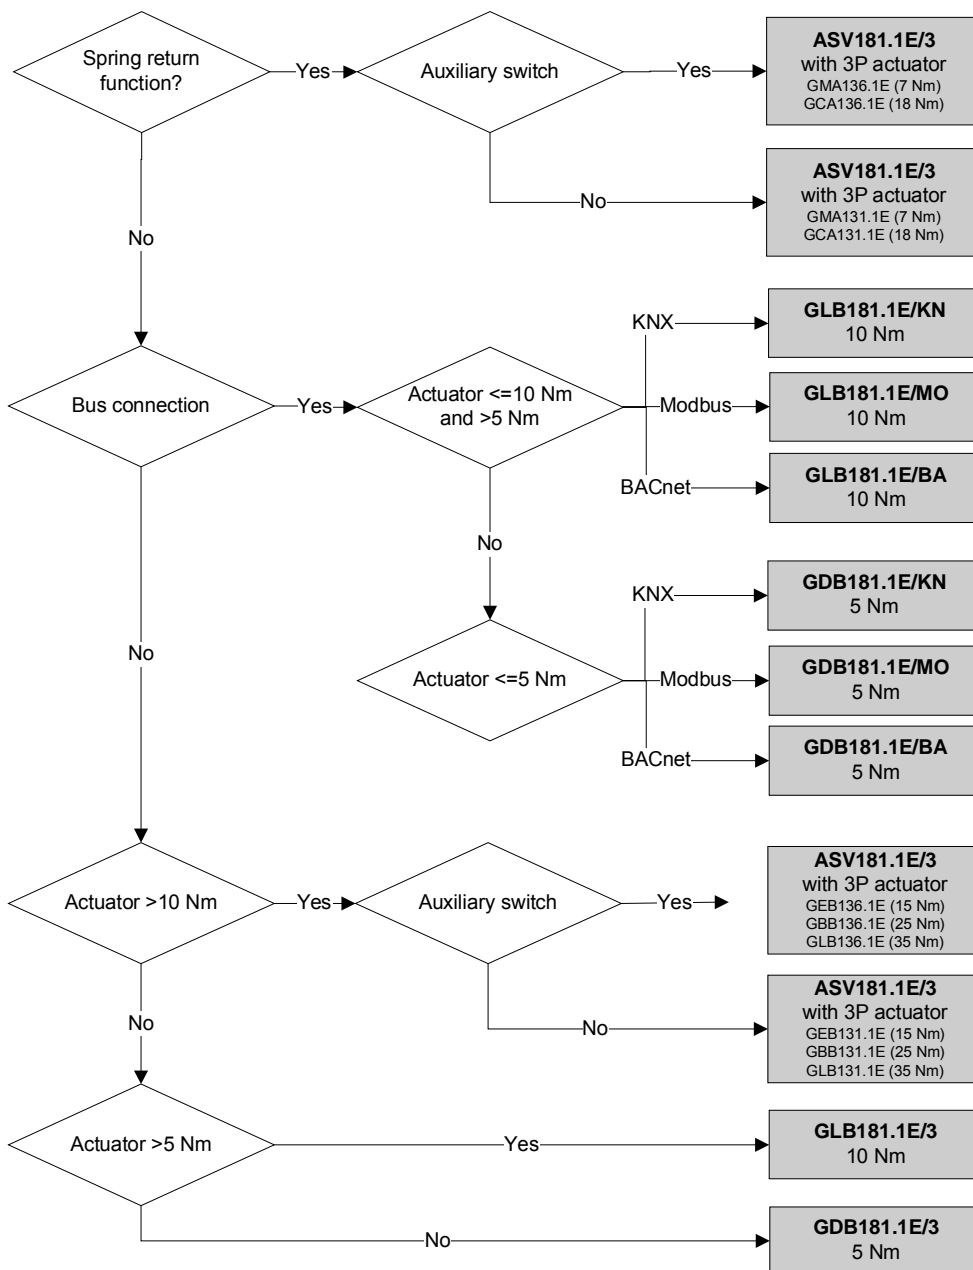 Spring return
function?
Yes
Auxiliary switch
Yes
ASV181.1E/3
with 3P actuator
GMA136.1E (7 Nm)
GCA136.1E (18 Nm)
No
ASV181.1E/3
with 3P actuator
GMA131.1E (7 Nm)
GCA131.1E (18 Nm)
No
Bus connection
Yes
Actuator <=10 Nm
and >5 Nm
KNX
GLB181.1E/KN
10 Nm
Modbus
GLB181.1E/MO
10 Nm
BACnet
GLB181.1E/BA
10 Nm
No
Actuator <=5 Nm
KNX
GDB181.1E/KN
5 Nm
Modbus
GDB181.1E/MO
5 Nm
BACnet
GDB181.1E/BA
5 Nm
No
Actuator >10 Nm
Yes
Auxiliary switch
Yes
ASV181.1E/3
with 3P actuator
GEB136.1E (15 Nm)
GBB136.1E (25 Nm)
GLB136.1E (35 Nm)
No
ASV181.1E/3
with 3P actuator
GEB131.1E (15 Nm)
GBB131.1E (25 Nm)
GLB131.1E (35 Nm)
No
Actuator >5 Nm
Yes
GLB181.1E/3
10 Nm
No
GDB181.1E/3
5 Nm